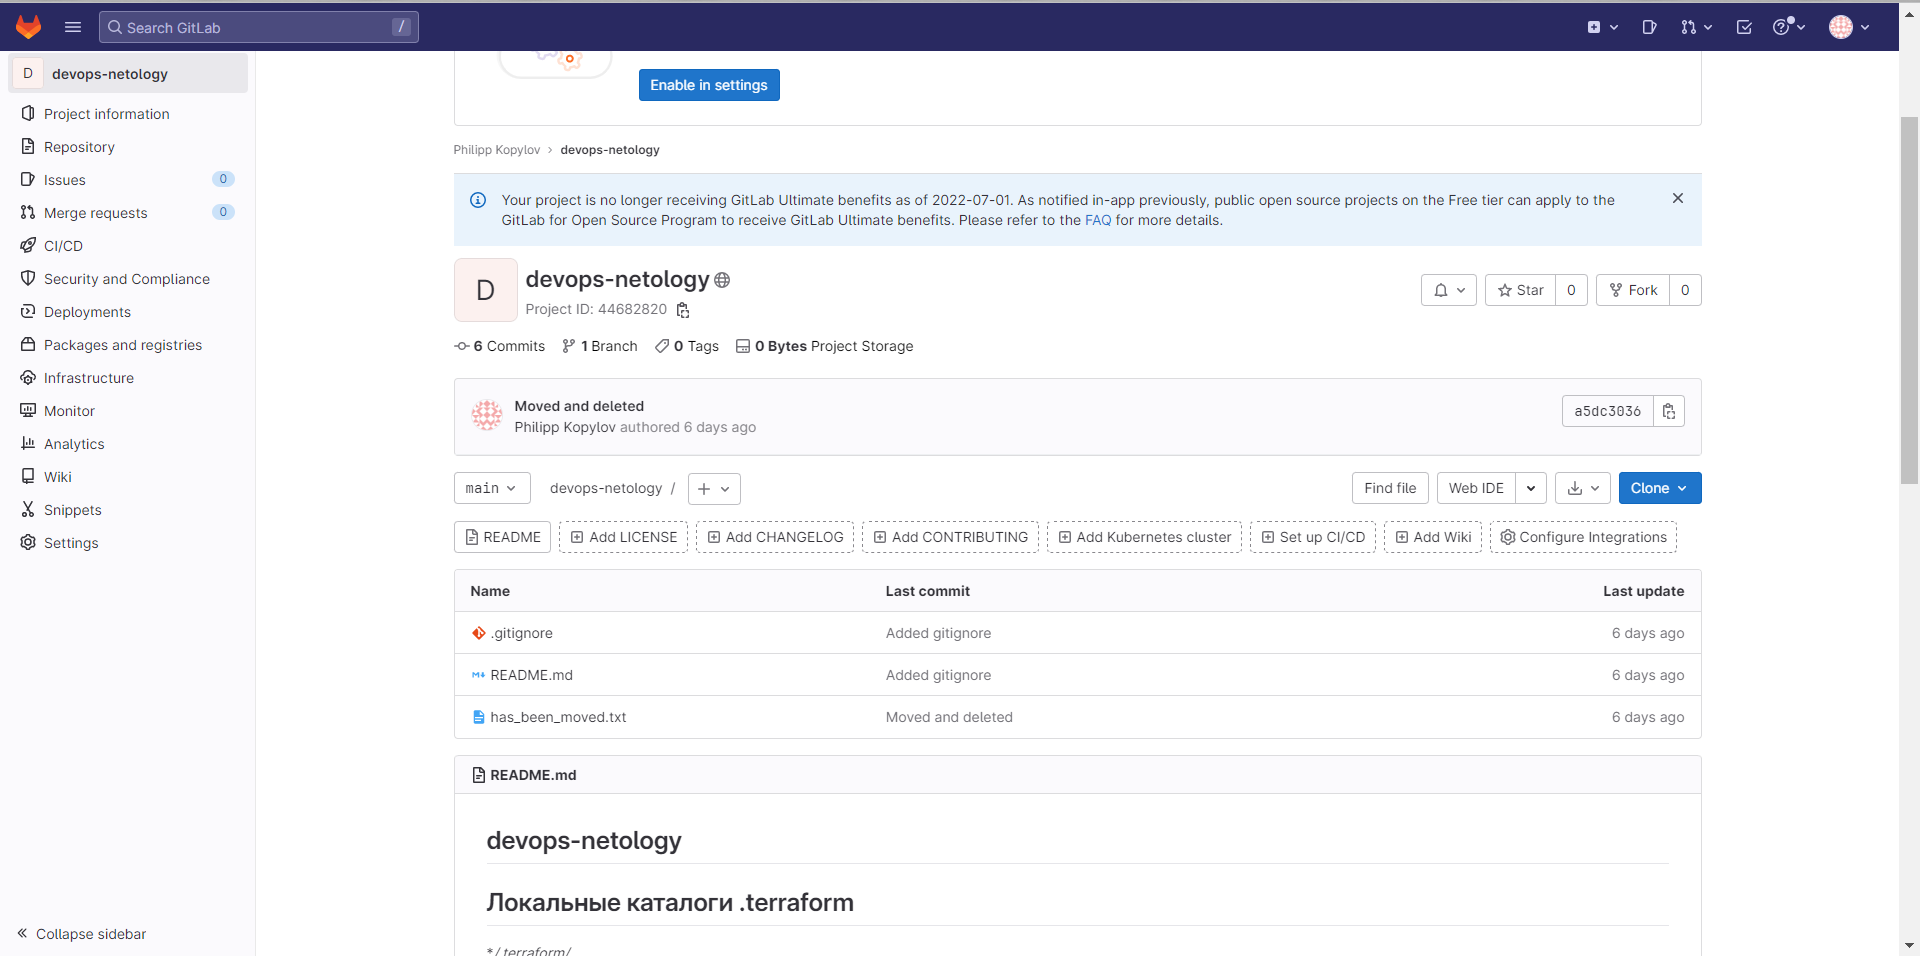 Search GitLab /
D devops-netology
Project information
Repository
Issues 0
Merge requests 0
CI/CD
Security and Compliance
Deployments
Packages and registries
Infrastructure
Monitor
Analytics
Wiki
Snippets
Settings
Collapse sidebar
Enable in settings
Philipp Kopylov > devops-netology
Your project is no longer receiving GitLab Ultimate benefits as of 2022-07-01. As notified in-app previously, public open source projects on the Free tier can apply to the
GitLab for Open Source Program to receive GitLab Ultimate benefits. Please refer to the FAQ for more details.
D devops-netology
Project ID: 44682820
Star 0 Fork 0
6 Commits 1 Branch 0 Tags 0 Bytes Project Storage
Moved and deleted
Philipp Kopylov authored 6 days ago
a5dc3036
main devops-netology / + Find file Web IDE Clone
README Add LICENSE Add CHANGELOG Add CONTRIBUTING Add Kubernetes cluster Set up CI/CD Add Wiki Configure Integrations
Name Last commit Last update
.gitignore Added gitignore 6 days ago
README.md Added gitignore 6 days ago
has_been_moved.txt Moved and deleted 6 days ago
README.md
devops-netology
Локальные каталоги .terraform
*/.terraform/